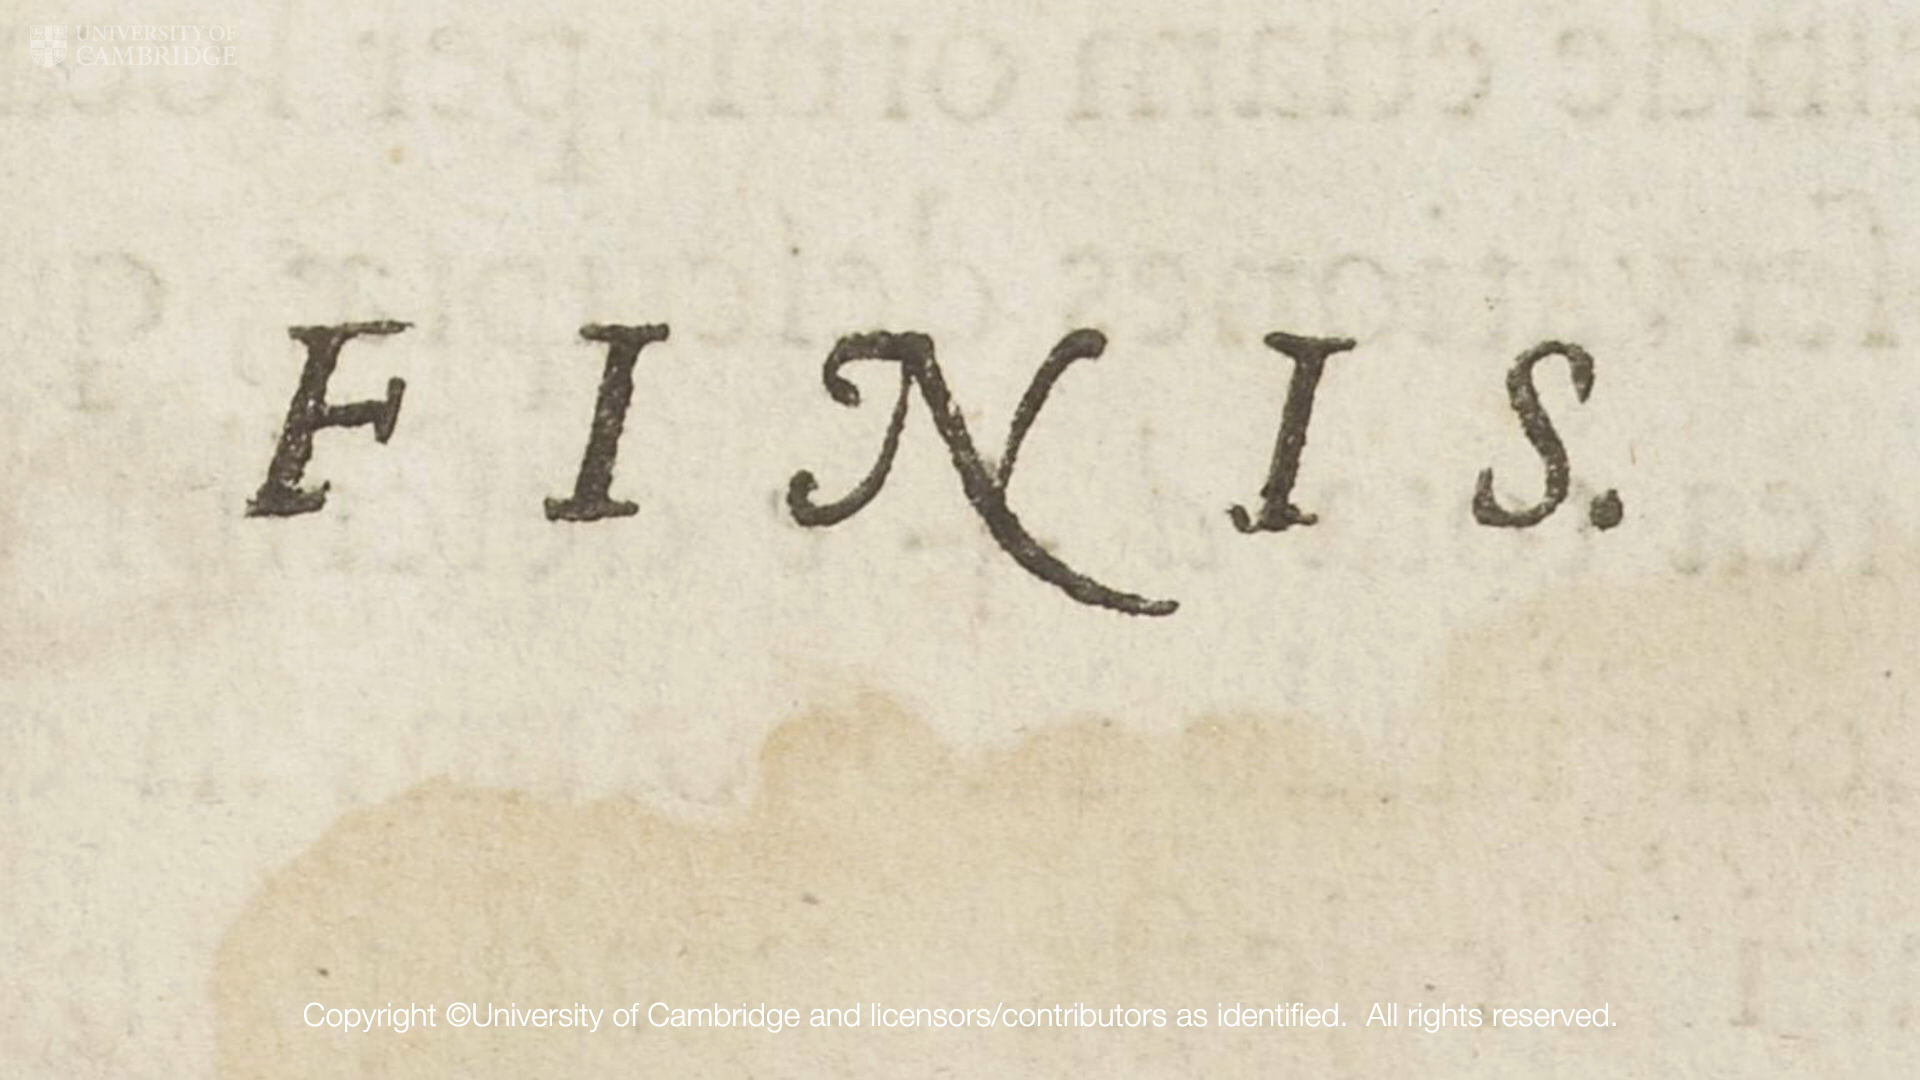 UNIVERSITY OF
CAMBRIDGE
FINIS.
Copyright ©University of Cambridge and licensors/contributors as identified. All rights reserved.